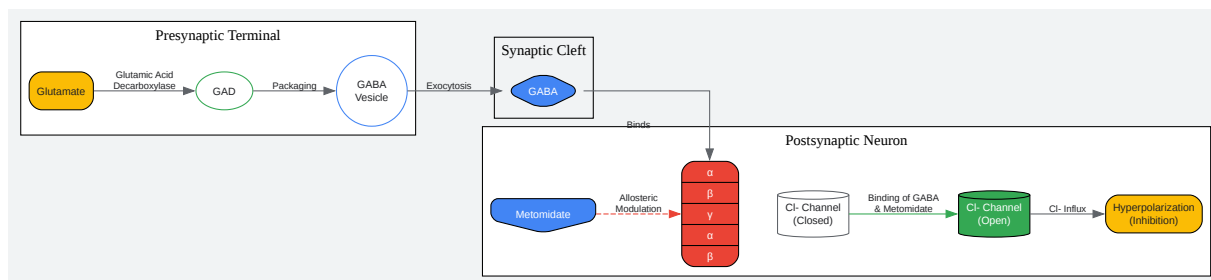 Presynaptic Terminal
Glutamate
Glutamic Acid
Decarboxylase
GAD
Packaging
GABA
Vesicle
Exocytosis
Synaptic Cleft
GABA
Binds
Postsynaptic Neuron
Metomidate
Allosteric
Modulation
α
β
γ
α
β
Cl- Channel
(Closed)
Binding of GABA
& Metomidate
Cl- Channel
(Open)
Cl- Influx
Hyperpolarization
(Inhibition)